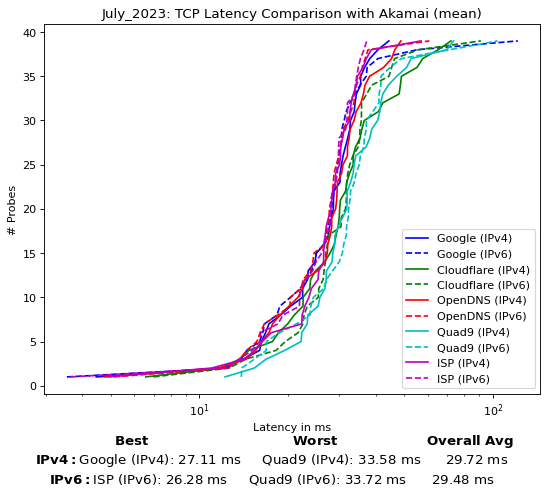 July_2023: TCP Latency Comparison with Akamai (mean)
40
35
30
25
20
15
10
5
0
# Probes
Google (IPv4)
Google (IPv6)
Cloudflare (IPv4)
Cloudflare (IPv6)
OpenDNS (IPv4)
OpenDNS (IPv6)
Quad9 (IPv4)
Quad9 (IPv6)
ISP (IPv4)
ISP (IPv6)
10¹ 10²
Latency in ms
Best Worst Overall Avg
IPv4: Google (IPv4): 27.11 ms Quad9 (IPv4): 33.58 ms 29.72 ms
IPv6: ISP (IPv6): 26.28 ms Quad9 (IPv6): 33.72 ms 29.48 ms